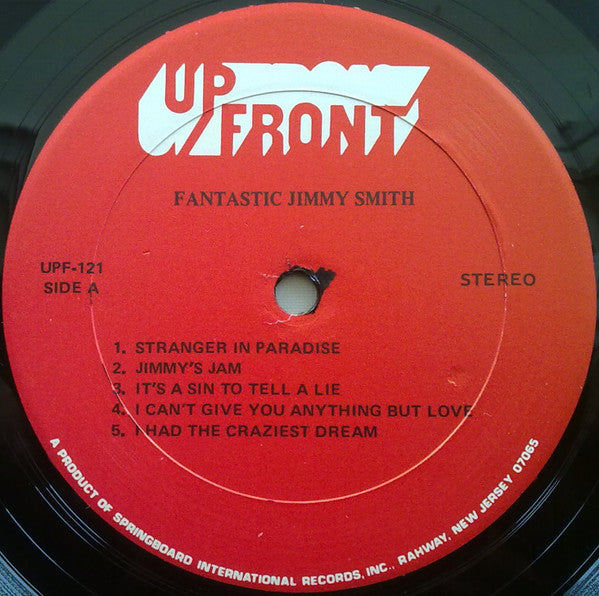 UP
FRONT
FANTASTIC JIMMY SMITH
UPF-121
SIDE A
STEREO
1. STRANGER IN PARADISE
2. JIMMY'S JAM
3. IT'S A SIN TO TELL A LIE
4. I CAN'T GIVE YOU ANYTHING BUT LOVE
5. I HAD THE CRAZIEST DREAM
A PRODUCT OF SPRINGBOARD INTERNATIONAL RECORDS, INC., RAHWAY, NEW JERSEY 07065